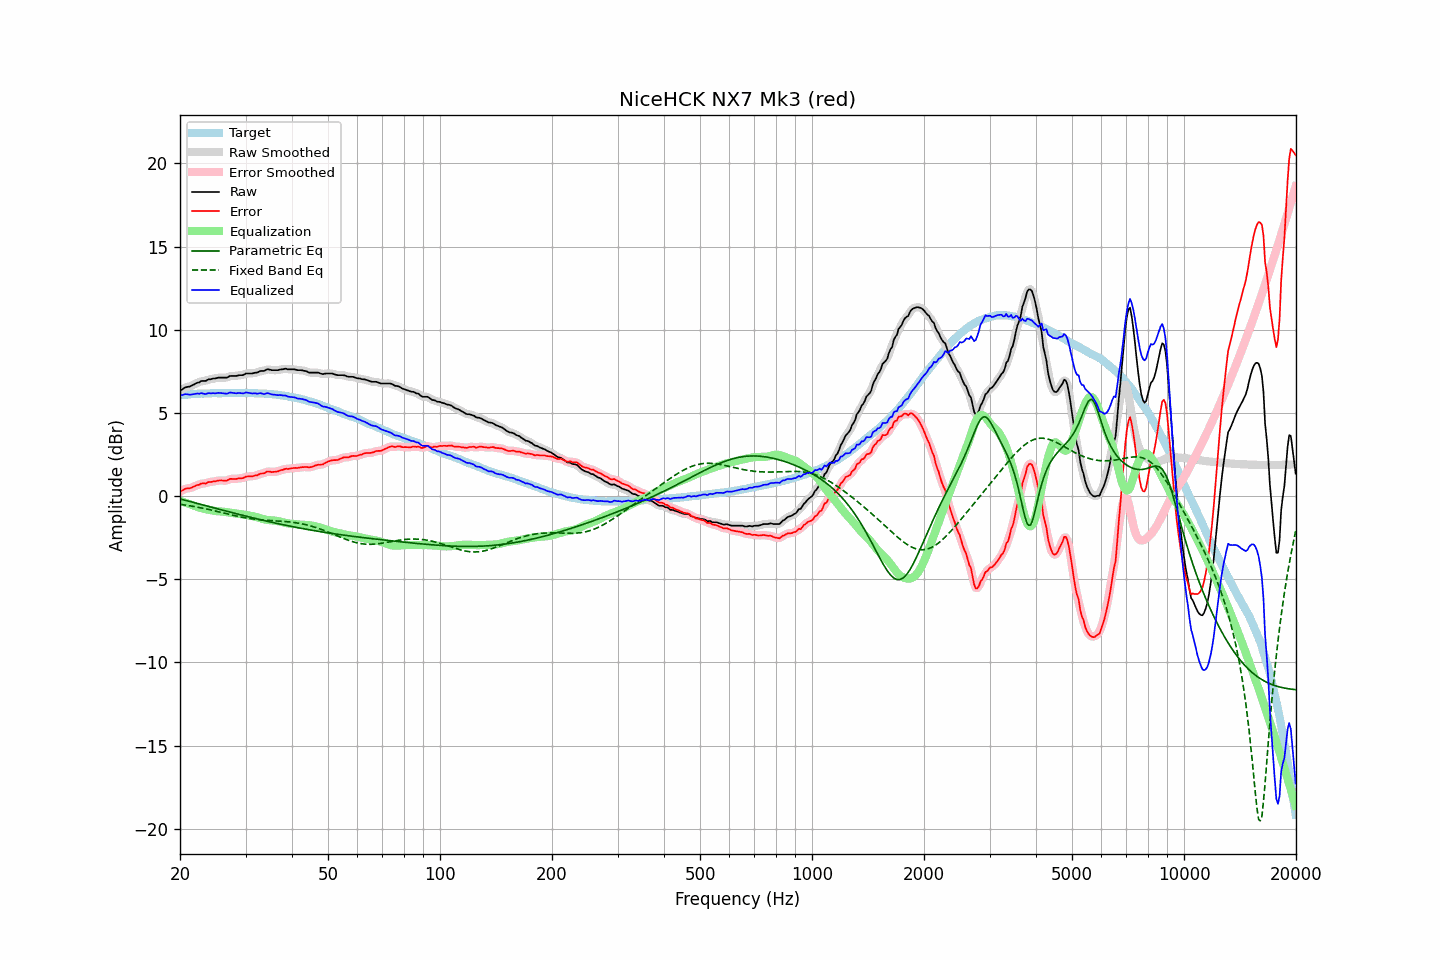 NiceHCK NX7 Mk3 (red)
Target
Raw Smoothed
Error Smoothed
Raw
Error
Equalization
Parametric Eq
Fixed Band Eq
Equalized
20
15
10
5
0
−5
−10
−15
−20
Amplitude (dBr)
20
50
100
200
500
1000
2000
5000
10000
20000
Frequency (Hz)